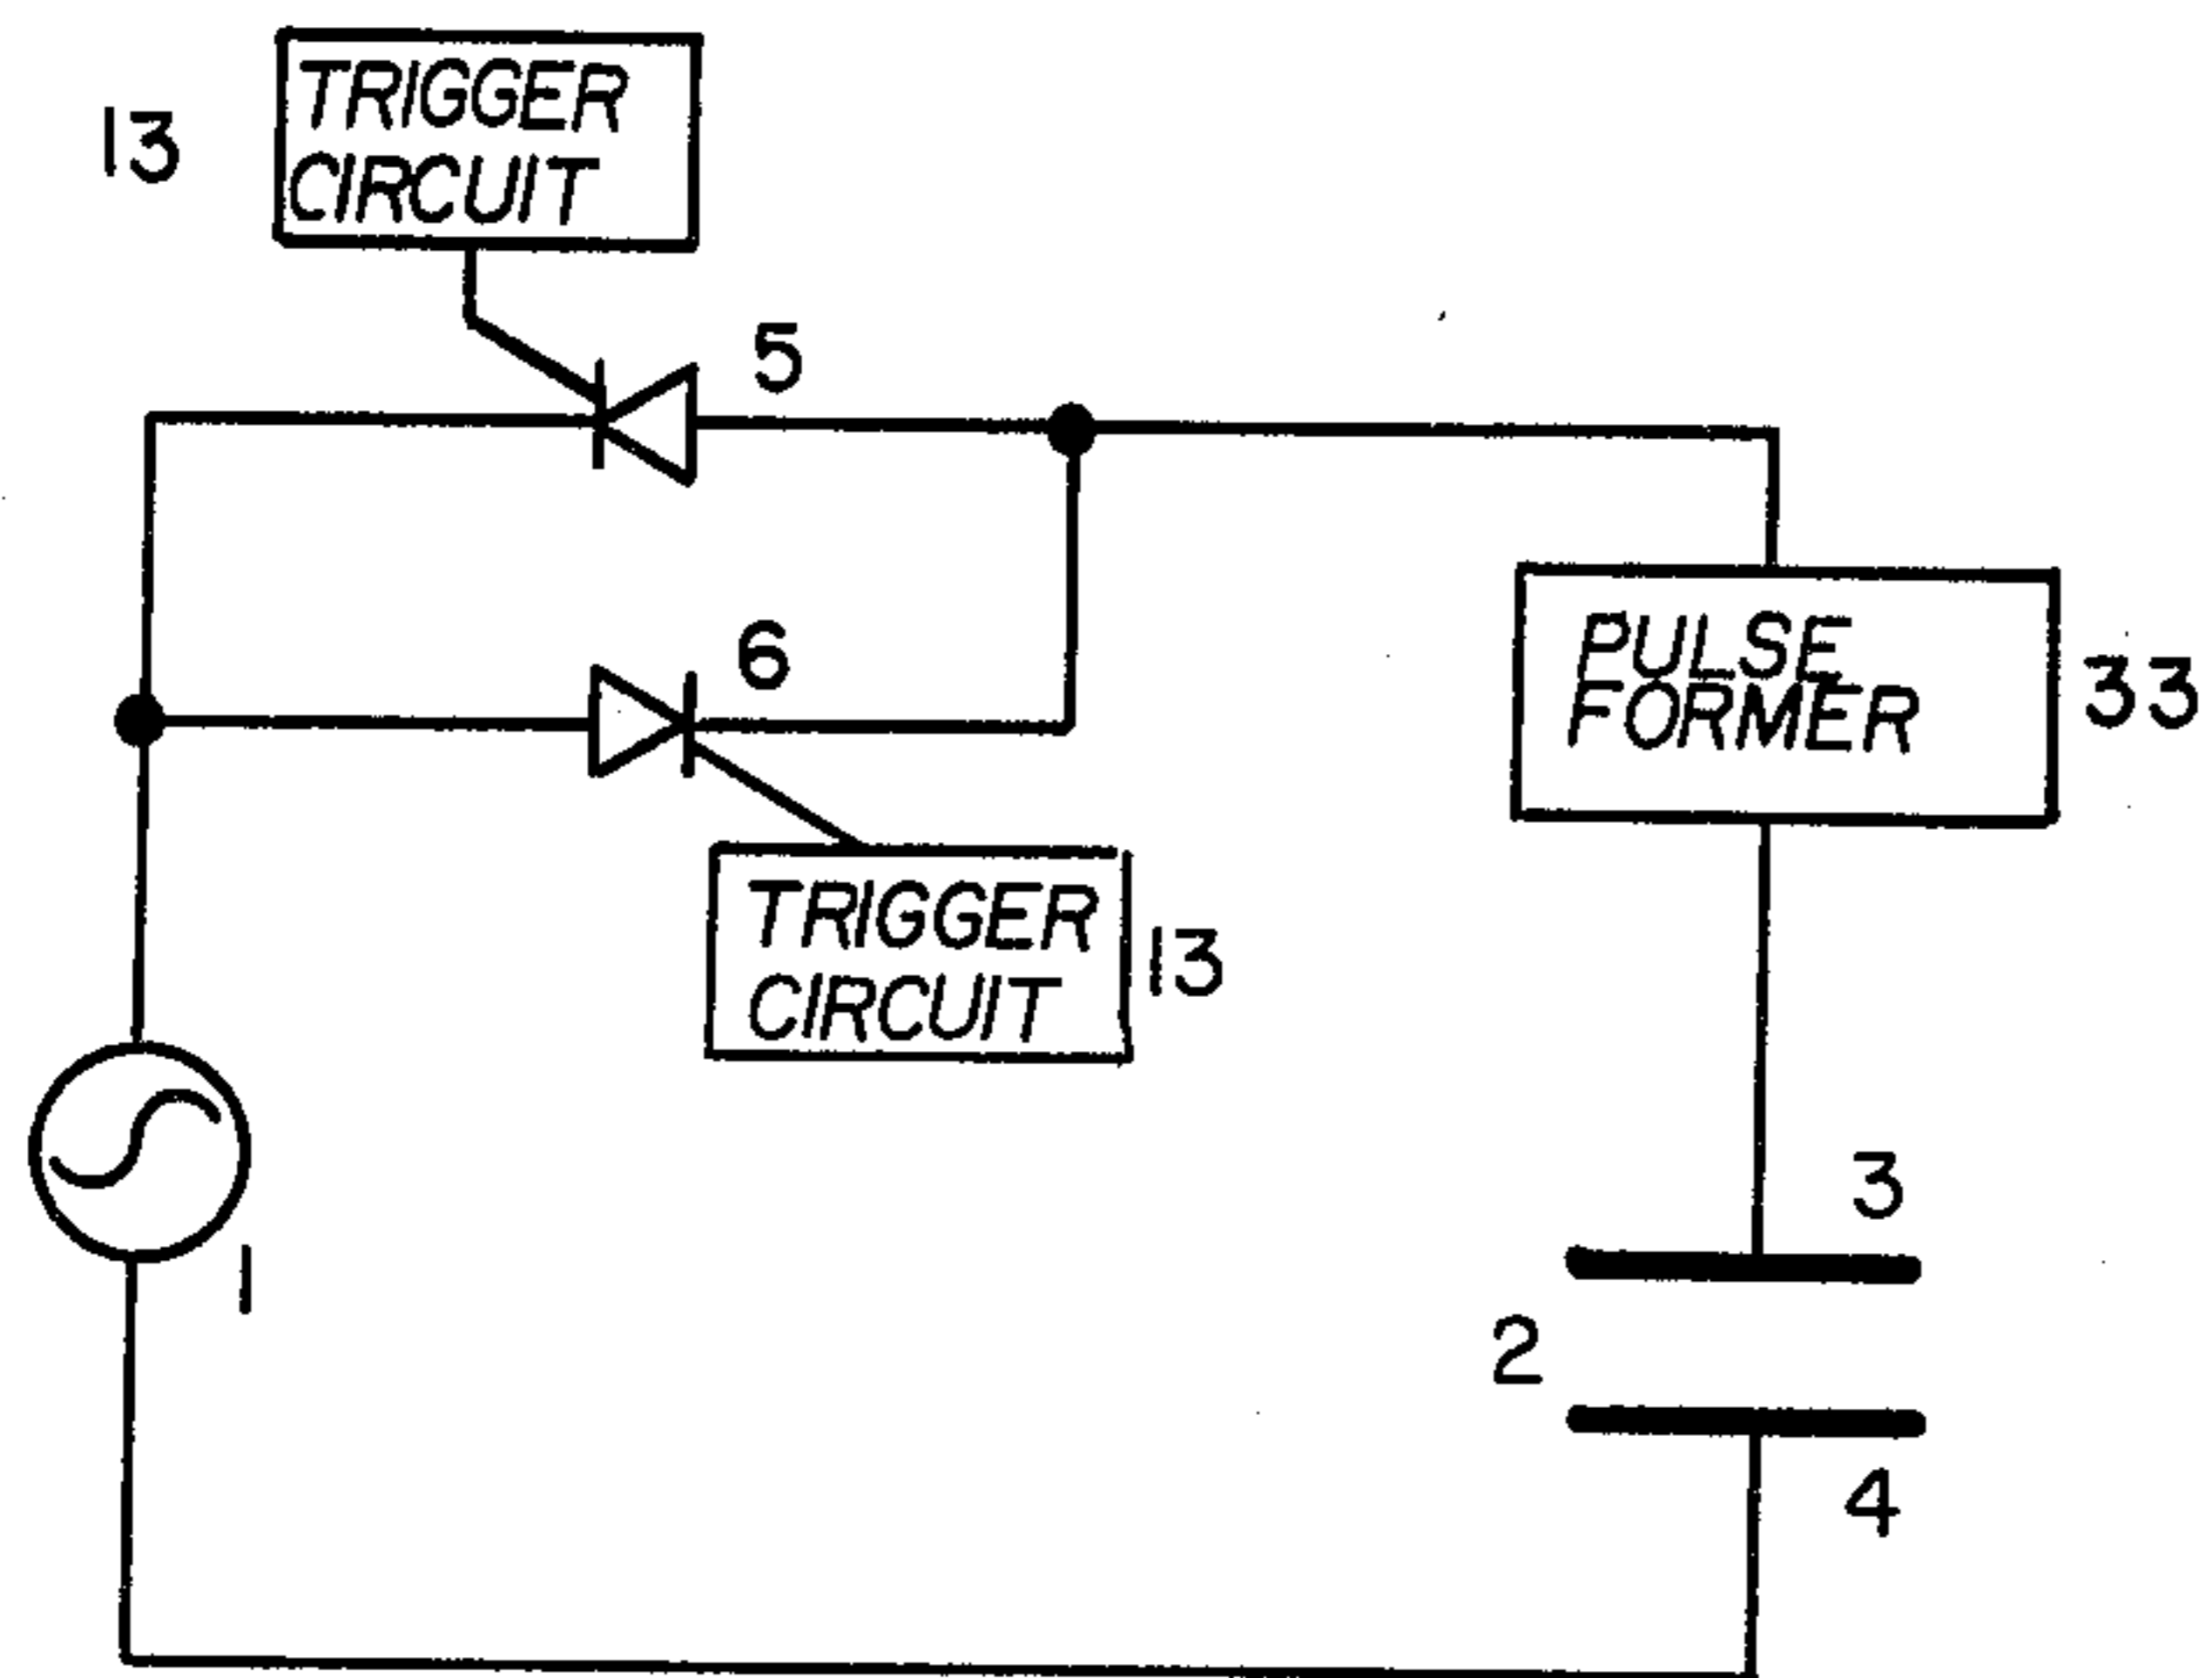 TRIGGER
CIRCUIT
13
5
6
PULSE
FORMER
33
TRIGGER
CIRCUIT
13
1
3
2
4